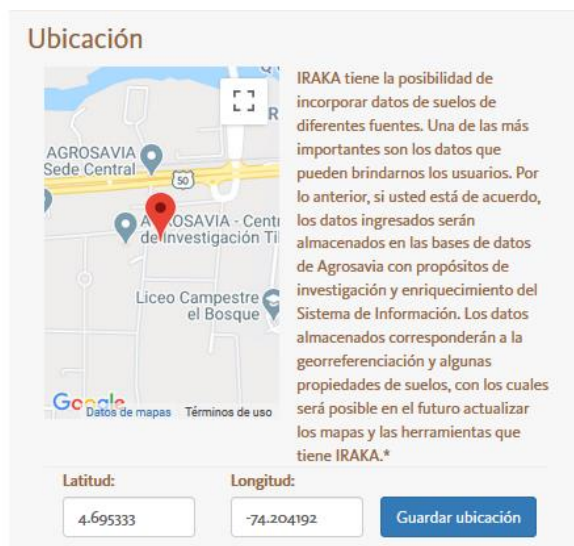 Ubicación
AGROSAVIA
Sede Central
50
R
AGROSAVIA - Centr
de Investigación Ti
Liceo Campestre
el Bosque
Google
Datos de mapas Términos de uso
IRAKA tiene la posibilidad de
incorporar datos de suelos de
diferentes fuentes. Una de las más
importantes son los datos que
pueden brindarnos los usuarios. Por
lo anterior, si usted está de acuerdo,
los datos ingresados serán
almacenados en las bases de datos
de Agrosavia con propósitos de
investigación y enriquecimiento del
Sistema de Información. Los datos
almacenados corresponderán a la
georreferenciación y algunas
propiedades de suelos, con los cuales
será posible en el futuro actualizar
los mapas y las herramientas que
tiene IRAKA.*
Latitud: Longitud:
4.695333 -74.204192 Guardar ubicación